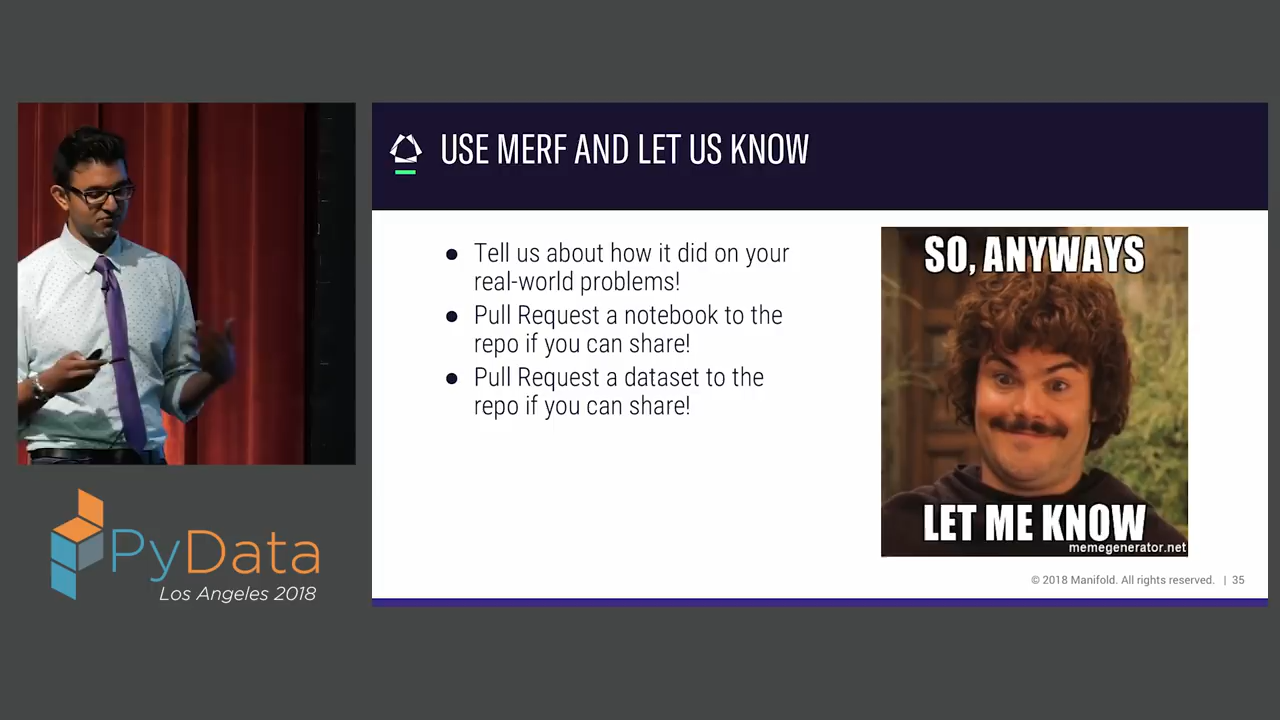 USE MERF AND LET US KNOW
● Tell us about how it did on your
real-world problems!
● Pull Request a notebook to the
repo if you can share!
● Pull Request a dataset to the
repo if you can share!
SO, ANYWAYS
LET ME KNOW
memegenerator.net
© 2018 Manifold. All rights reserved. | 35
PyData
Los Angeles 2018